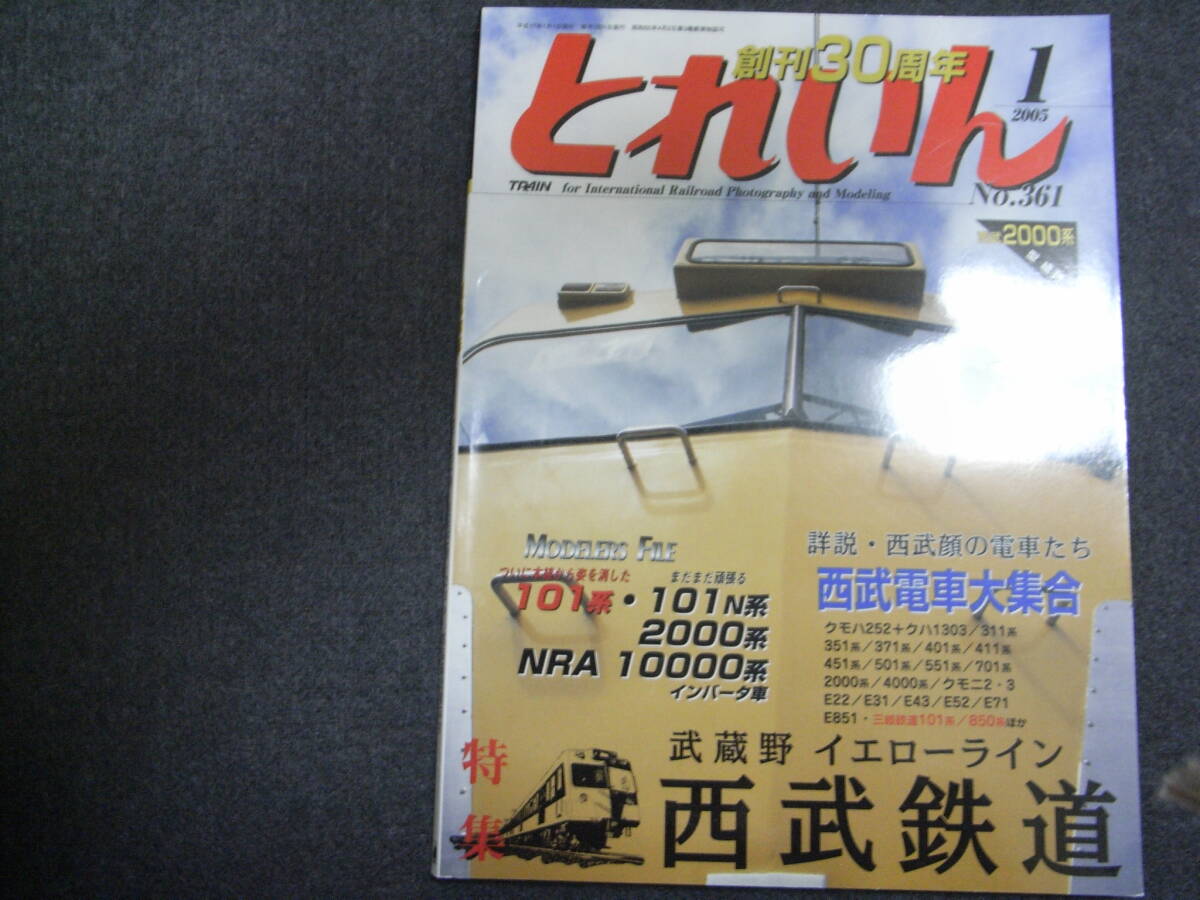 創刊30周年
とれいん
1
2005
TRAIN for International Railroad Photography and Modeling
No.361
2000系
MODELERS FILE
ついに本線から姿を消した
まだまだ頑張る
101系・101N系
2000系
NRA 10000系
インバータ車
詳説・西武顔の電車たち
西武電車大集合
クモハ252+クハ1303/311系
351系/371系/401系/411系
451系/501系/551系/701系
2000系/4000系/クモニ2・3
E22/E31/E43/E52/E71
E851・三岐鉄道101系/850系ほか
特集
武蔵野 イエローライン
西武鉄道